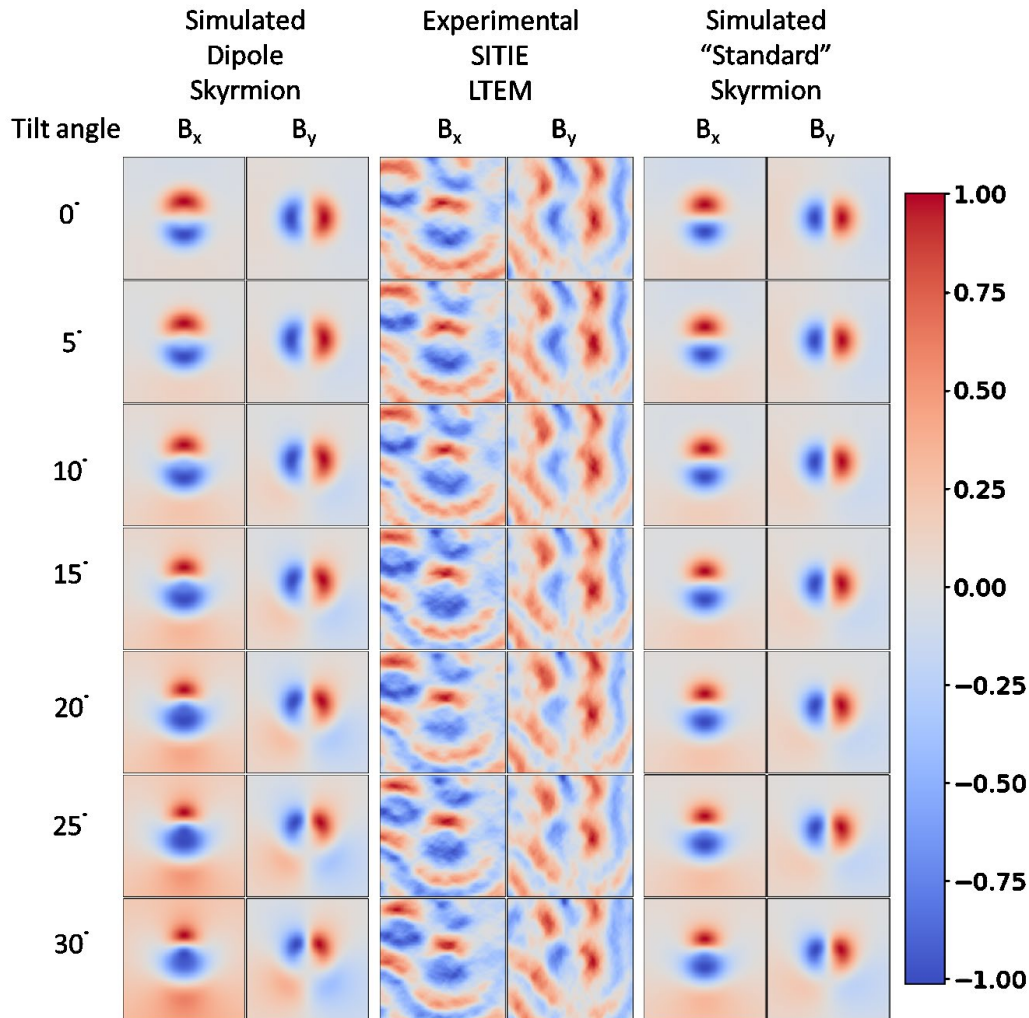 Simulated
Dipole
Skyrmion
Experimental
SITIE
LTEM
Simulated
“Standard”
Skyrmion
Tilt angle Bx By Bx By Bx By
0˚
5˚
10˚
15˚
20˚
25˚
30˚
1.00
0.75
0.50
0.25
0.00
−0.25
−0.50
−0.75
−1.00